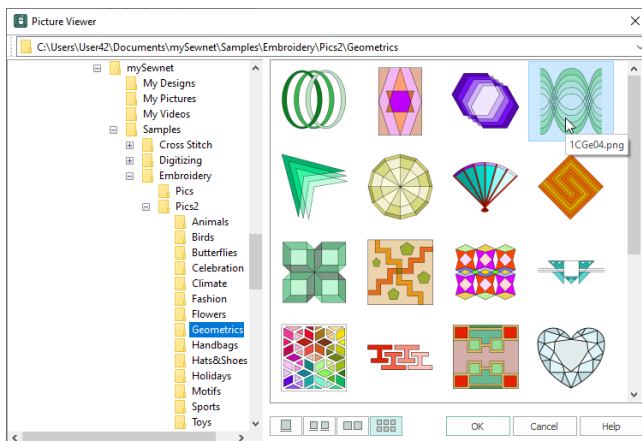 Picture Viewer
C:\Users\User42\Documents\mySewnet\Samples\Embroidery\Pics2\Geometrics
mySewnet
My Designs
My Pictures
My Videos
Samples
Cross Stitch
Digitizing
Embroidery
Pics
Pics2
Animals
Birds
Butterflies
Celebration
Climate
Fashion
Flowers
Geometrics
Handbags
Hats&Shoes
Holidays
Motifs
Sports
Toys
1CGe04.png
OK
Cancel
Help